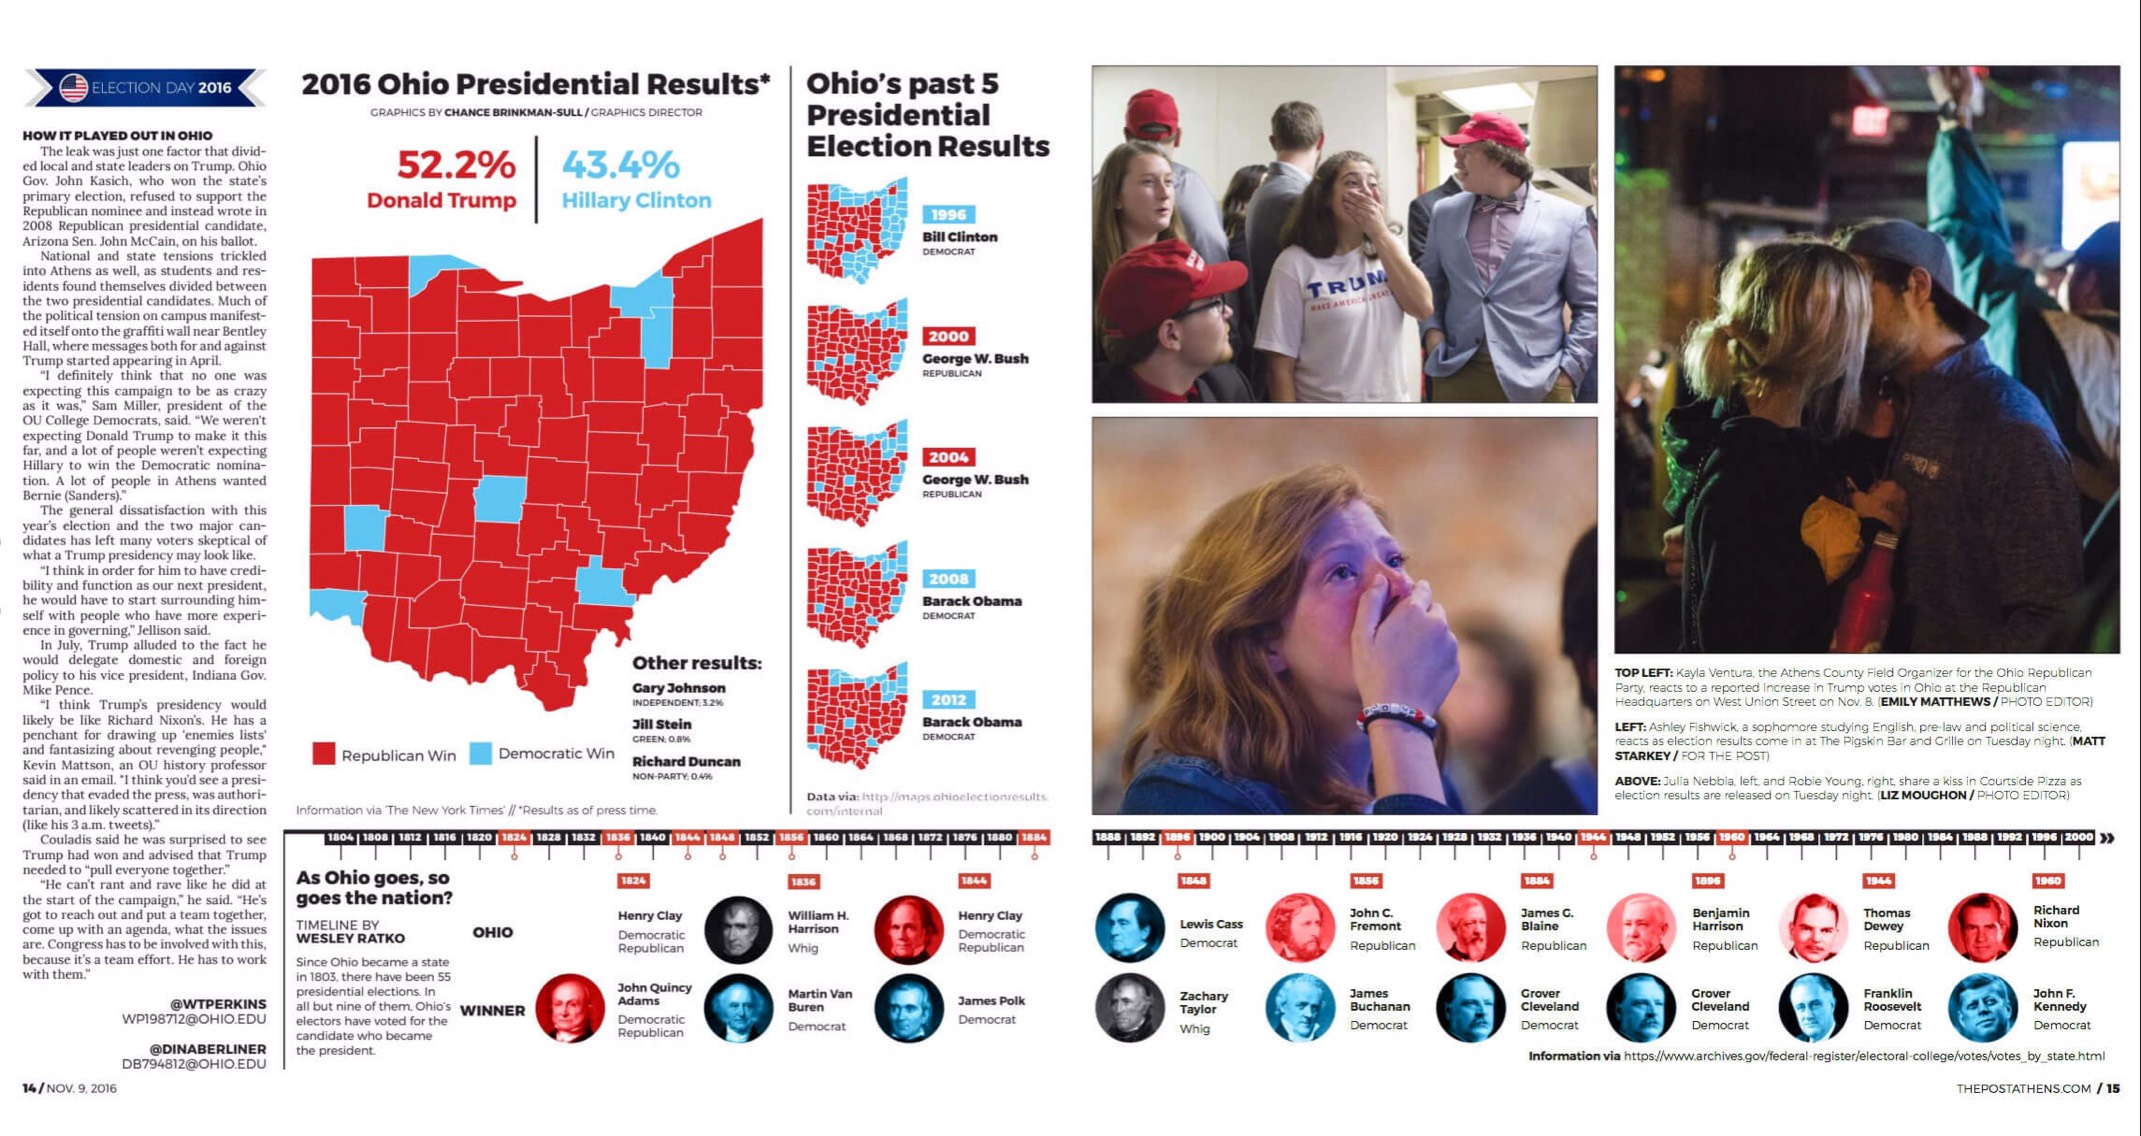 ELECTION DAY 2016
HOW IT PLAYED OUT IN OHIO
The leak was just one factor that divid-
ed local and state leaders on Trump. Ohio
Gov. John Kasich, who won the state's
primary election, refused to support the
Republican nominee and instead wrote in
2008 Republican presidential candidate,
Arizona Sen. John McCain, on his ballot.
National and state tensions trickled
into Athens as well, as students and res-
idents found themselves divided between
the two presidential candidates. Much of
the political tension on campus manifest-
ed itself onto the graffiti wall near Bentley
Hall, where messages both for and against
Trump started appearing in April.
"I definitely think that no one was
expecting this campaign to be as crazy
as it was," Sam Miller, president of the
OU College Democrats, said. "We weren't
expecting Donald Trump to make it this
far, and a lot of people weren't expecting
Hillary to win the Democratic nomina-
tion. A lot of people in Athens wanted
Bernie (Sanders)."
The general dissatisfaction with this
year's election and the two major can-
didates has left many voters skeptical of
what a Trump presidency may look like.
"I think in order for him to have credi-
bility and function as our next president,
he would have to start surrounding him-
self with people who have more experi-
ence in governing," Jellison said.
In July, Trump alluded to the fact he
would delegate domestic and foreign
policy to his vice president, Indiana Gov.
Mike Pence.
"I think Trump's presidency would
likely be like Richard Nixon's. He has a
penchant for drawing up 'enemies lists'
and fantasizing about revenging people,"
Kevin Mattson, an OU history professor
said in an email. "I think you'd see a presi-
dency that evaded the press, was authori-
tarian, and likely scattered in its direction
(like his 3 a.m. tweets)."
Couladis said he was surprised to see
Trump had won and advised that Trump
needed to "pull everyone together."
"He can't rant and rave like he did at
the start of the campaign," he said. "He's
got to reach out and put a team together,
come up with an agenda, what the issues
are. Congress has to be involved with this,
because it's a team effort. He has to work
with them."
@WTPERKINS
WP198712@OHIO.EDU
@DINABERLINER
DB794812@OHIO.EDU
14 / NOV. 9, 2016
2016 Ohio Presidential Results*
GRAPHICS BY CHANCE BRINKMAN-SULL / GRAPHICS DIRECTOR
52.2%
Donald Trump
43.4%
Hillary Clinton
Other results:
Gary Johnson
INDEPENDENT; 3.2%
Jill Stein
GREEN; 0.8%
Richard Duncan
NON-PARTY; 0.4%
Republican Win
Democratic Win
Information via 'The New York Times' // *Results as of press time.
Ohio's past 5
Presidential
Election Results
1996
Bill Clinton
DEMOCRAT
2000
George W. Bush
REPUBLICAN
2004
George W. Bush
REPUBLICAN
2008
Barack Obama
DEMOCRAT
2012
Barack Obama
DEMOCRAT
Data via: http://maps.ohioelectionresults.
com/internal
TRUM
MAKE AMERICA GREAT
TOP LEFT: Kayla Ventura, the Athens County Field Organizer for the Ohio Republican
Party, reacts to a reported increase in Trump votes in Ohio at the Republican
Headquarters on West Union Street on Nov. 8. (EMILY MATTHEWS / PHOTO EDITOR)
LEFT: Ashley Fishwick, a sophomore studying English, pre-law and political science,
reacts as election results come in at The Pigskin Bar and Grille on Tuesday night. (MATT
STARKEY / FOR THE POST)
ABOVE: Julia Nebbia, left, and Robie Young, right, share a kiss in Courtside Pizza as
election results are released on Tuesday night. (LIZ MOUGHON / PHOTO EDITOR)
1804 1808 1812 1816 1820 1824 1828 1832 1836 1840 1844 1848 1852 1856 1860 1864 1868 1872 1876 1880 1884
1888 1892 1896 1900 1904 1908 1912 1916 1920 1924 1928 1932 1936 1940 1944 1948 1952 1956 1960 1964 1968 1972 1976 1980 1984 1988 1992 1996 2000
As Ohio goes, so
goes the nation?
TIMELINE BY
WESLEY RATKO
Since Ohio became a state
in 1803, there have been 55
presidential elections. In
all but nine of them, Ohio's
electors have voted for the
candidate who became
the president.
OHIO
WINNER
1824
Henry Clay
Democratic
Republican
John Quincy
Adams
Democratic
Republican
1836
William H.
Harrison
Whig
Martin Van
Buren
Democrat
1844
Henry Clay
Democratic
Republican
James Polk
Democrat
1848
Lewis Cass
Democrat
Zachary
Taylor
Whig
1856
John C.
Fremont
Republican
James
Buchanan
Democrat
1884
James G.
Blaine
Republican
Grover
Cleveland
Democrat
1896
Benjamin
Harrison
Republican
Grover
Cleveland
Democrat
1944
Thomas
Dewey
Republican
Franklin
Roosevelt
Democrat
1960
Richard
Nixon
Republican
John F.
Kennedy
Democrat
Information via https://www.archives.gov/federal-register/electoral-college/votes/votes_by_state.html
THEPOSTATHENS.COM / 15